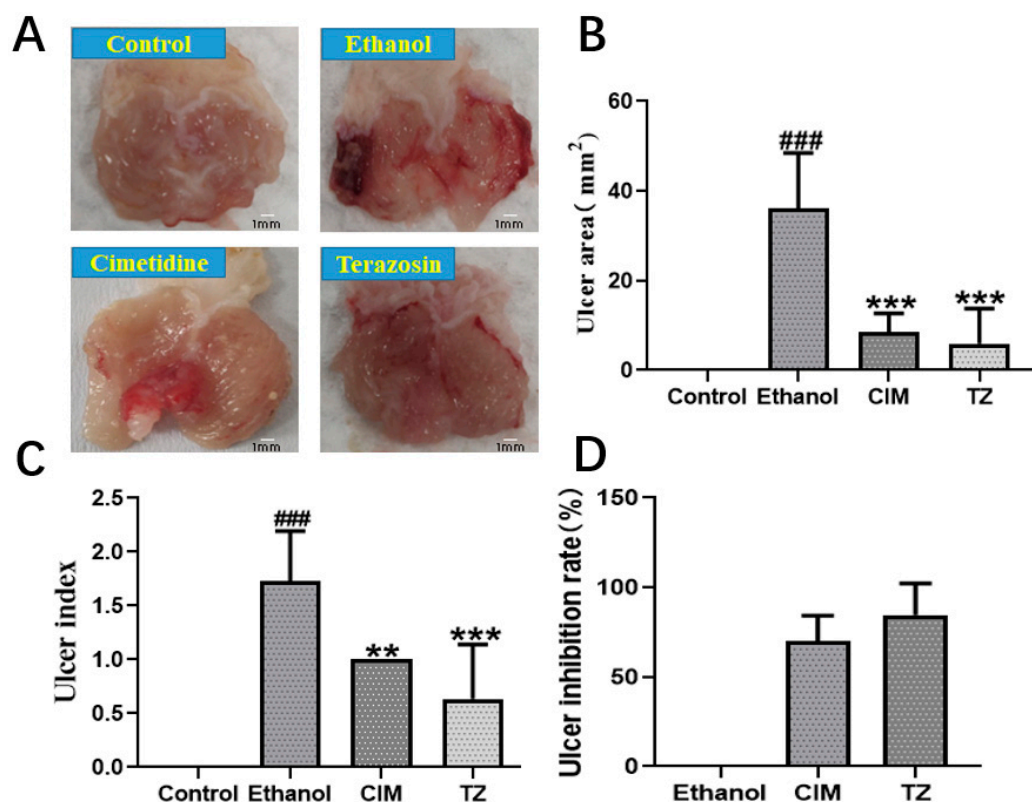 A
Control
1mm
Ethanol
1mm
Cimetidine
1mm
Terazosin
1mm
B
Ulcer area( mm²)
60
40
20
0
###
***
***
Control Ethanol CIM TZ
C
Ulcer index
2.5
2.0
1.5
1.0
0.5
0.0
###
**
***
Control Ethanol CIM TZ
D
Ulcer inhibition rate(%)
150
100
50
0
Ethanol CIM TZ